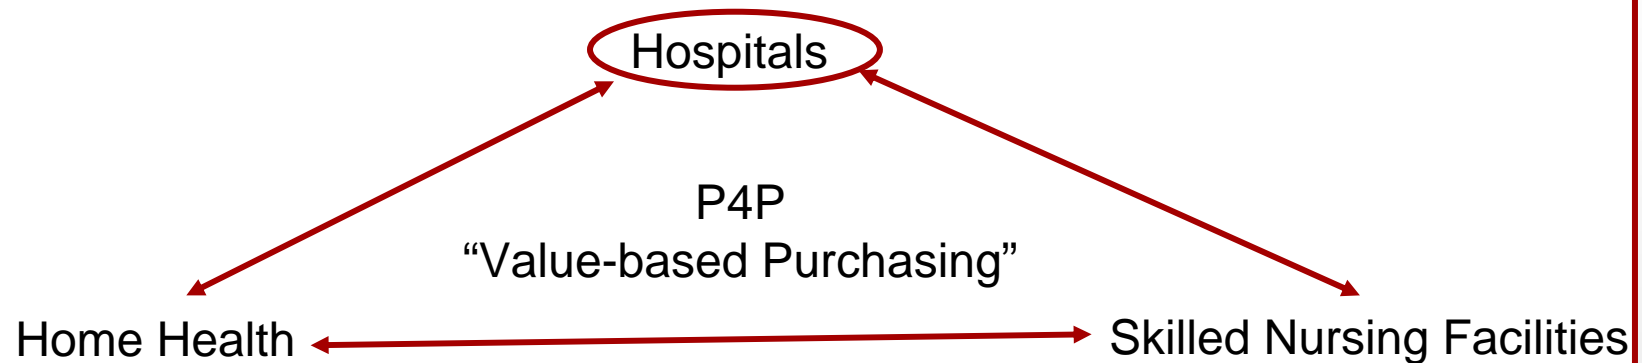 Hospitals
P4P
“Value-based Purchasing”
Home Health
Skilled Nursing Facilities